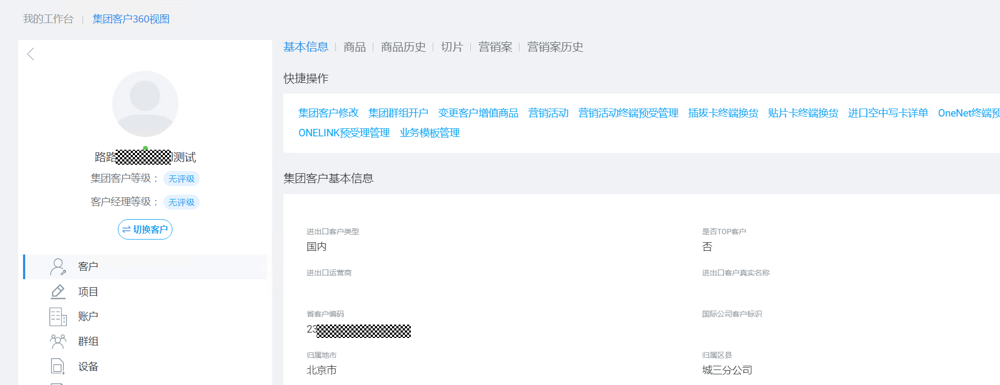 我的工作台
集团客户360视图
路路 测试
集团客户等级： 无评级
客户经理等级： 无评级
切换客户
客户
项目
账户
群组
设备
基本信息 商品 商品历史 切片 营销案 营销案历史
快捷操作
集团客户修改 集团群组开户 变更客户增值商品 营销活动 营销活动终端预受管理 插拔卡终端换货 贴片卡终端换货 进口空中写卡详单 OneNet终端预
ONELINK预受理管理 业务模板管理
集团客户基本信息
进出口客户类型
国内
是否TOP客户
否
进出口运营商
进出口客户真实名称
省客户编码
23
国际公司客户标识
归属地市
北京市
归属区县
城三分公司